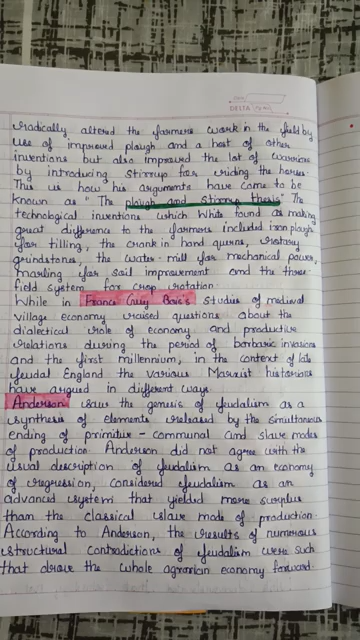 DELTA
radically altered the farmers work in the field by
use of improved plough and a host of other
inventions but also improved the lot of warriors
by introducing stirrup for riding the horse.
This is how his arguments have come to be
known as "The plough and stirrup thesis" The
technological inventions which White found as making
great difference to the farmers included iron plough
for tilling, the crank in hand querns, rotary
grindstone, the water-mill for mechanical power,
marling for soil improvement and the three-
field system for crop rotation.
While in France Guy Bois's studies of medieval
village economy raised questions about the
dialectical role of economy and productive
relations during the period of barbaric invasions
and the first millennium, in the context of late
feudal England the various Marxist historians
have argued in different ways.
Anderson saw the genesis of feudalism as a
synthesis of elements released by the simultaneous
ending of primitive-communal and slave modes
of production. Anderson did not agree with the
usual description of feudalism as an economy
of regression, considered feudalism as an
advanced system that yielded more surplus
than the classical slave mode of production.
According to Anderson, the results of numerous
structural contradictions of feudalism were such
that drove the whole agrarian economy forward.